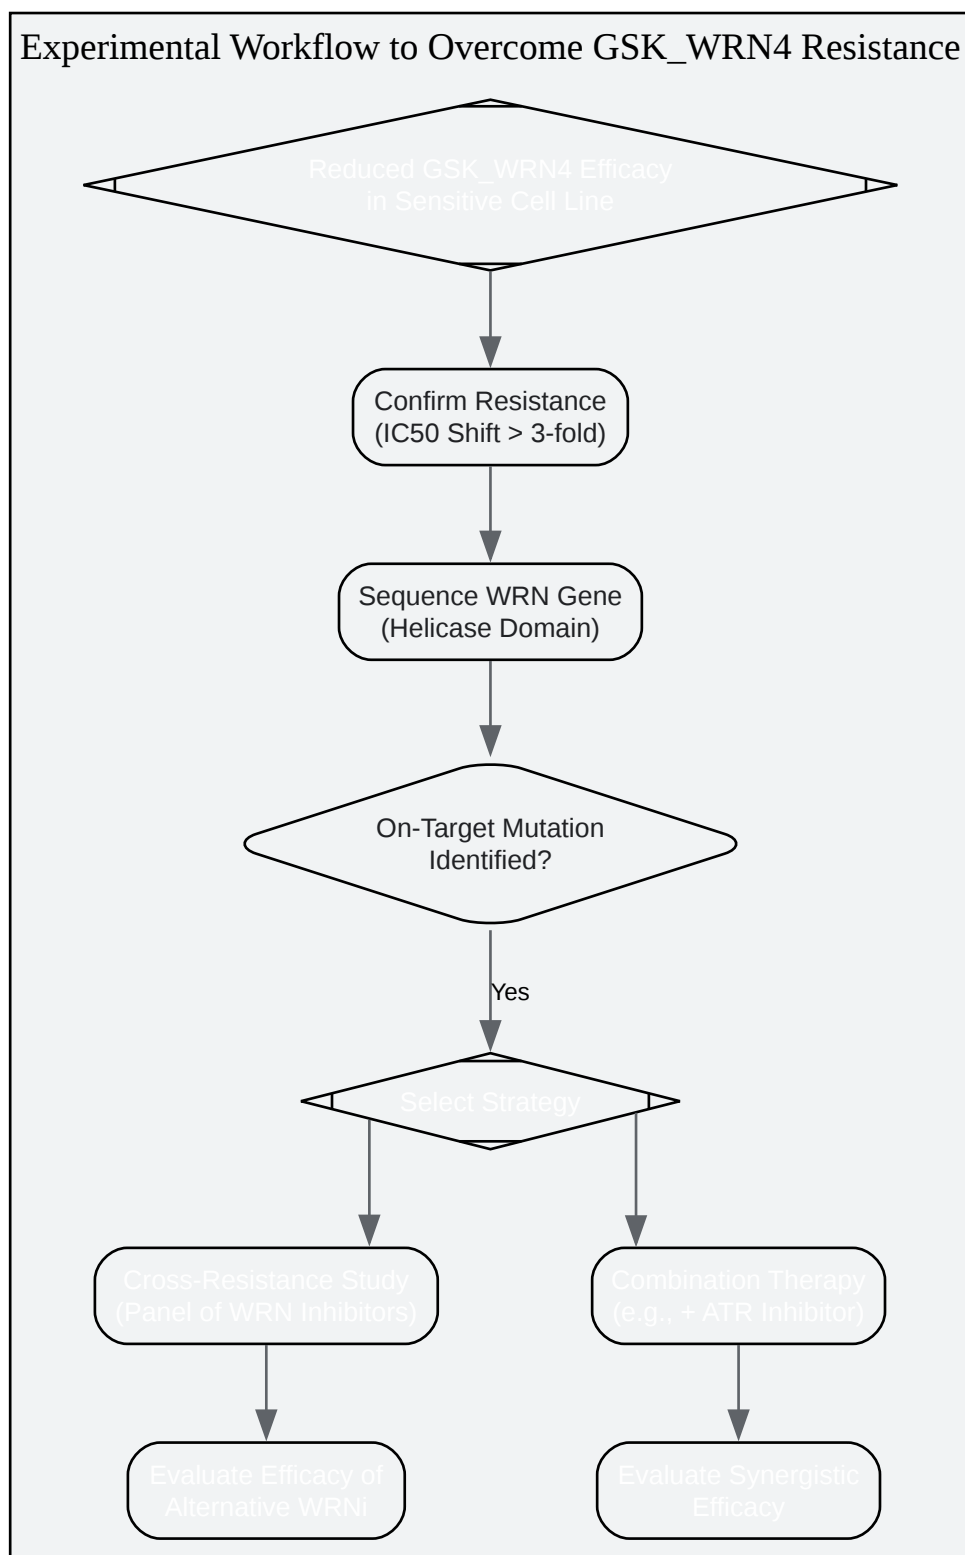 Experimental Workflow to Overcome GSK_WRN4 Resistance
Reduced GSK_WRN4 Efficacy
in Sensitive Cell Line
Confirm Resistance
(IC50 Shift > 3-fold)
Sequence WRN Gene
(Helicase Domain)
On-Target Mutation
Identified?
Yes
Select Strategy
Cross-Resistance Study
(Panel of WRN Inhibitors)
Combination Therapy
(e.g., + ATR Inhibitor)
Evaluate Efficacy of
Alternative WRNi
Evaluate Synergistic
Efficacy